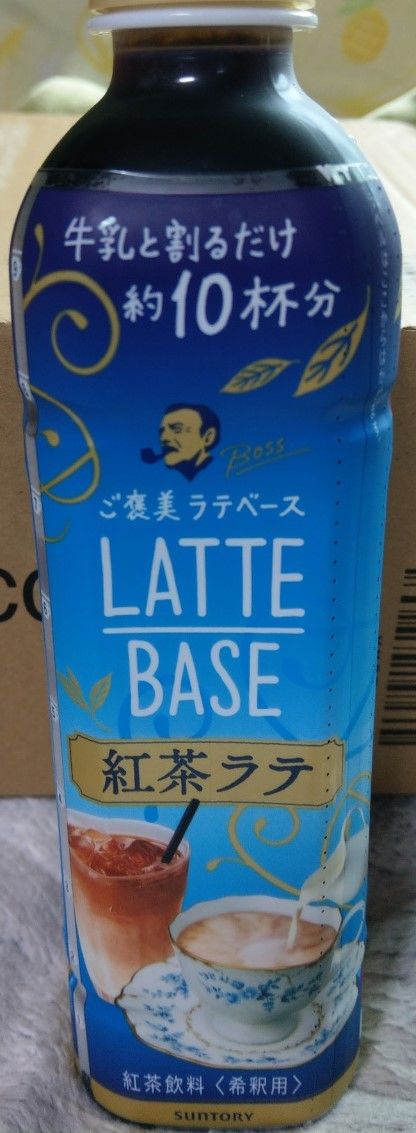 牛乳と割るだけ
約10杯分
Boss
ご褒美 ラテベース
LATTE
BASE
紅茶ラテ
紅茶飲料〈希釈用〉
SUNTORY